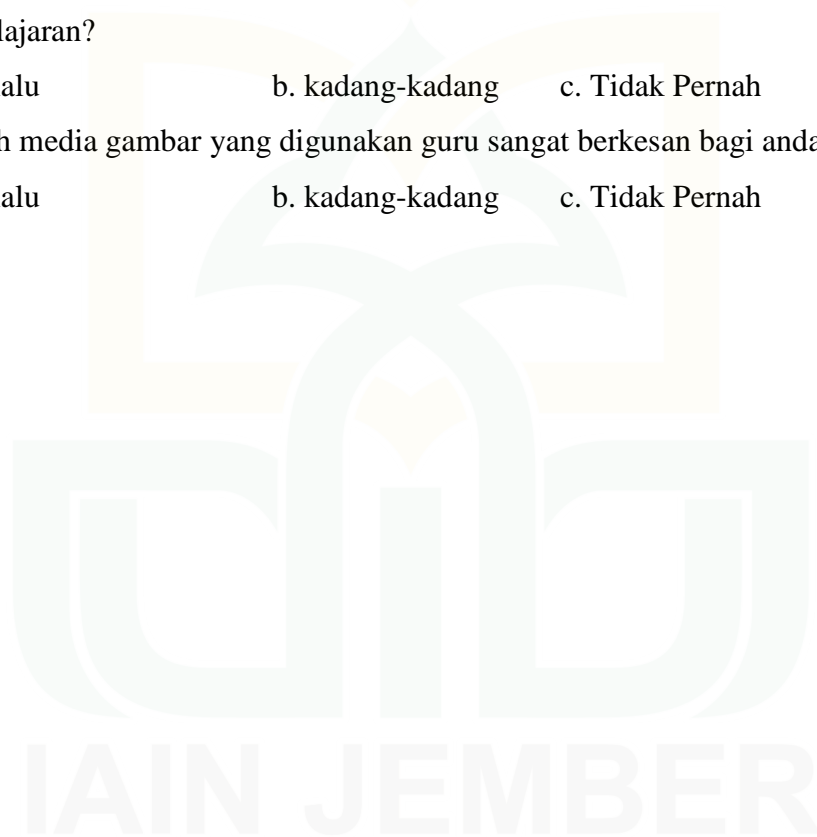 lajaran?
alu b. kadang-kadang c. Tidak Pernah
h media gambar yang digunakan guru sangat berkesan bagi anda
alu b. kadang-kadang c. Tidak Pernah
IAIN JEMBER